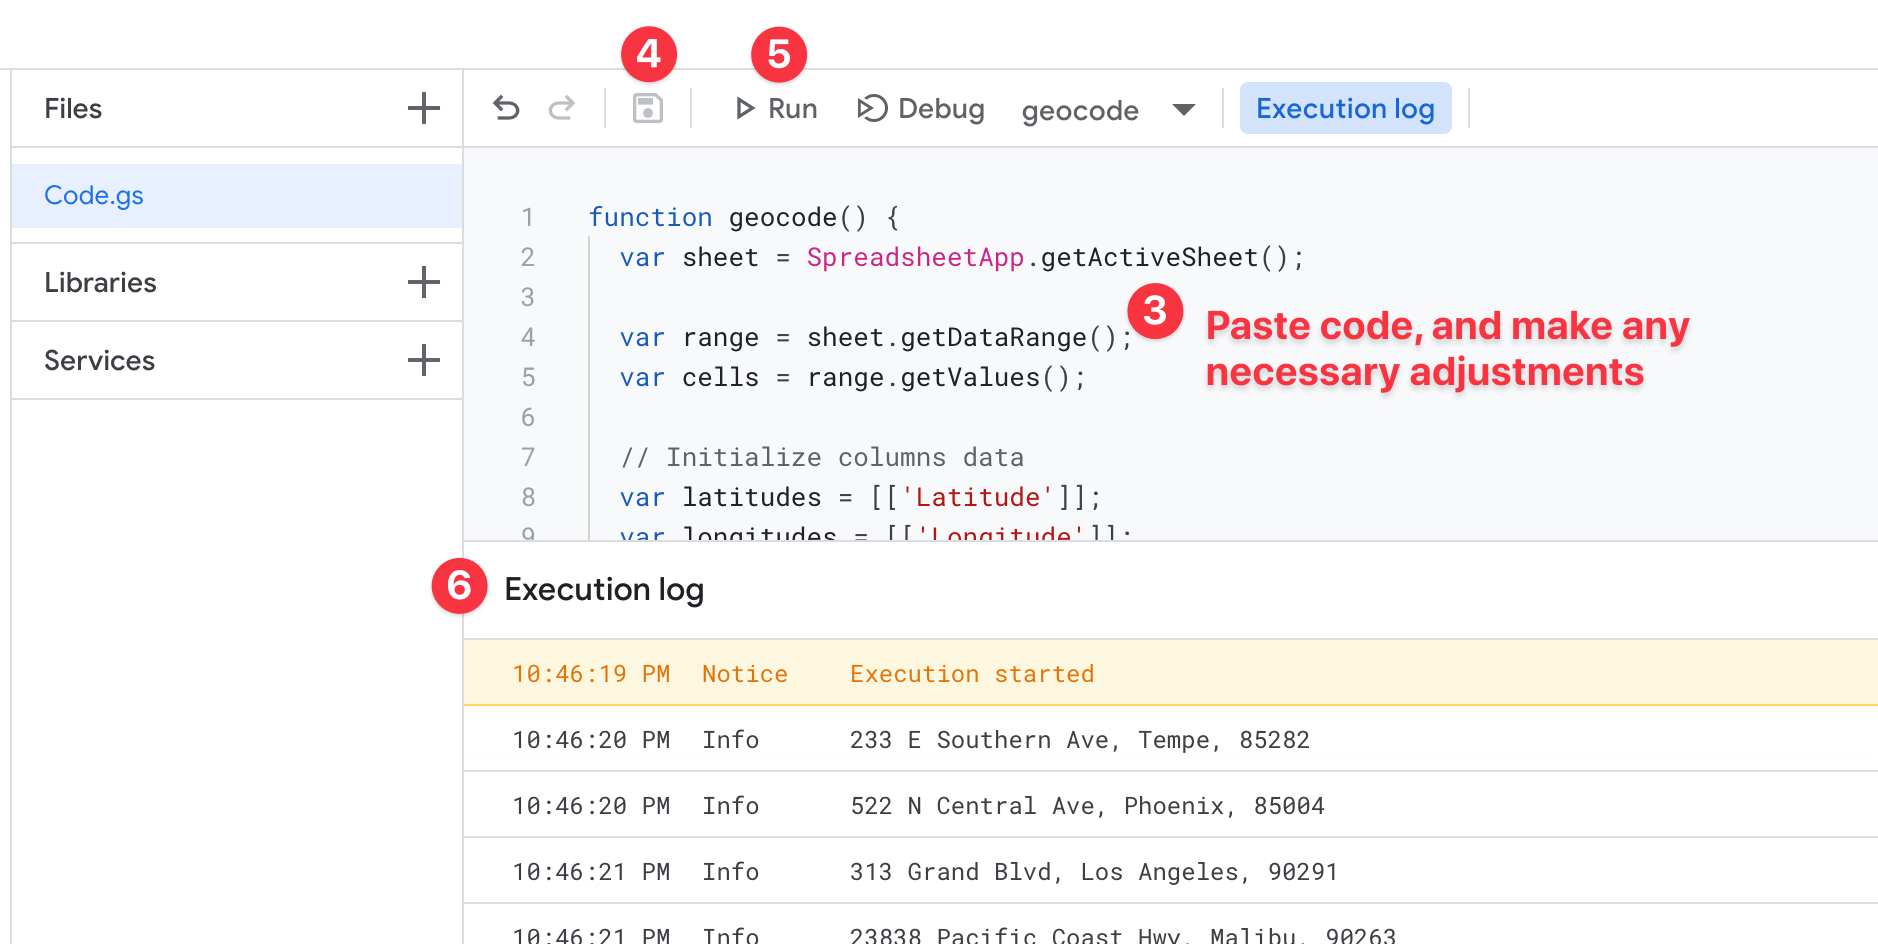 4 5
Files
Run Debug geocode Execution log
Code.gs
Libraries
Services
1 function geocode() {
2 var sheet = SpreadsheetApp.getActiveSheet();
3
4 var range = sheet.getDataRange();
5 var cells = range.getValues();
6
7 // Initialize columns data
8 var latitudes = [['Latitude']];
9 var longitudes = [['Longitude']];
3 Paste code, and make any
necessary adjustments
6 Execution log
10:46:19 PM Notice Execution started
10:46:20 PM Info 233 E Southern Ave, Tempe, 85282
10:46:20 PM Info 522 N Central Ave, Phoenix, 85004
10:46:21 PM Info 313 Grand Blvd, Los Angeles, 90291
10:46:21 PM Info 23838 Pacific Coast Hwy, Malibu, 90263